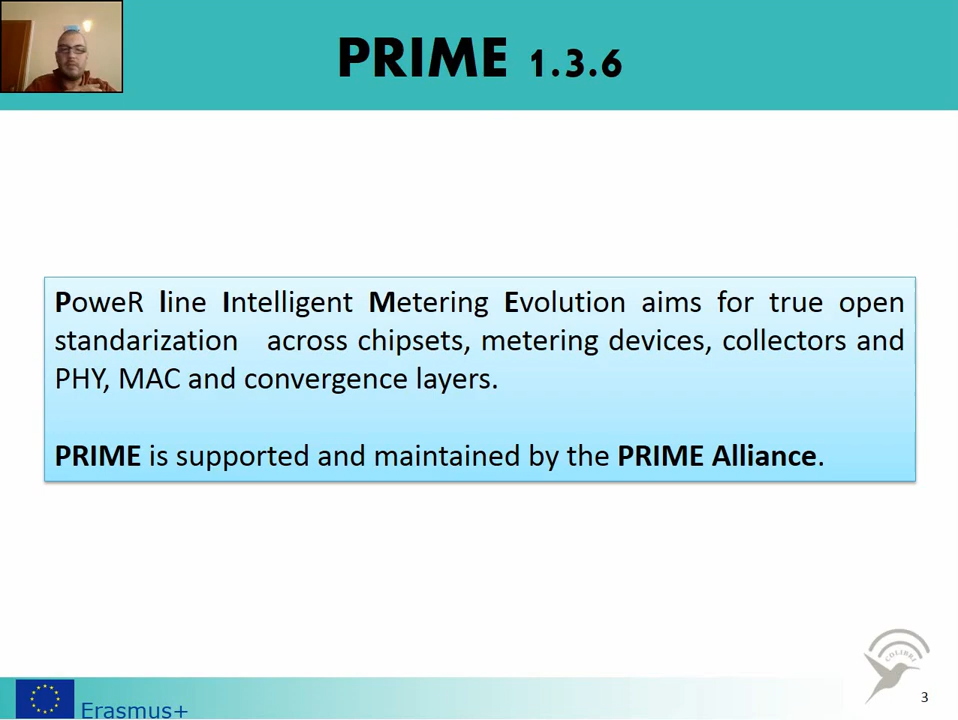 PRIME 1.3.6
PoweR line Intelligent Metering Evolution aims for true open
standarization across chipsets, metering devices, collectors and
PHY, MAC and convergence layers.
PRIME is supported and maintained by the PRIME Alliance.
COLIBRI
3
Erasmus+